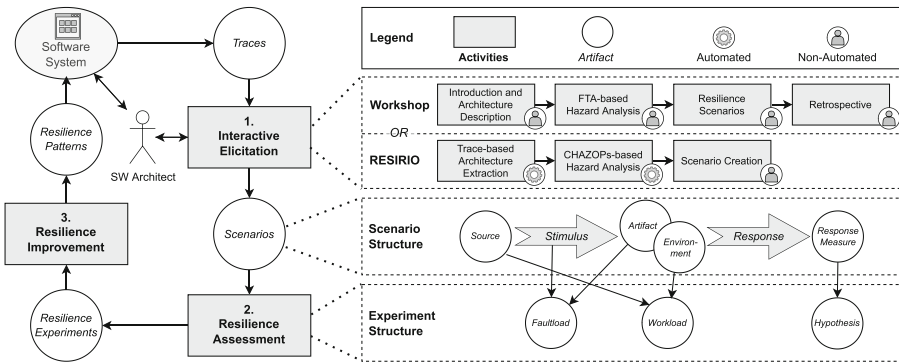 Software
System
Traces
Resilience
Patterns
SW Architect
1.
Interactive
Elicitation
3.
Resilience
Improvement
Scenarios
Resilience
Experiments
2.
Resilience
Assessment
Legend
Activities
Artifact
Automated
Non-Automated
Workshop
Introduction and
Architecture
Description
FTA-based
Hazard Analysis
Resilience
Scenarios
Retrospective
OR
RESIRIO
Trace-based
Architecture
Extraction
CHAZOPs-based
Hazard Analysis
Scenario Creation
Scenario
Structure
Source
Stimulus
Artifact
Environ-
ment
Response
Response
Measure
Experiment
Structure
Faultload
Workload
Hypothesis